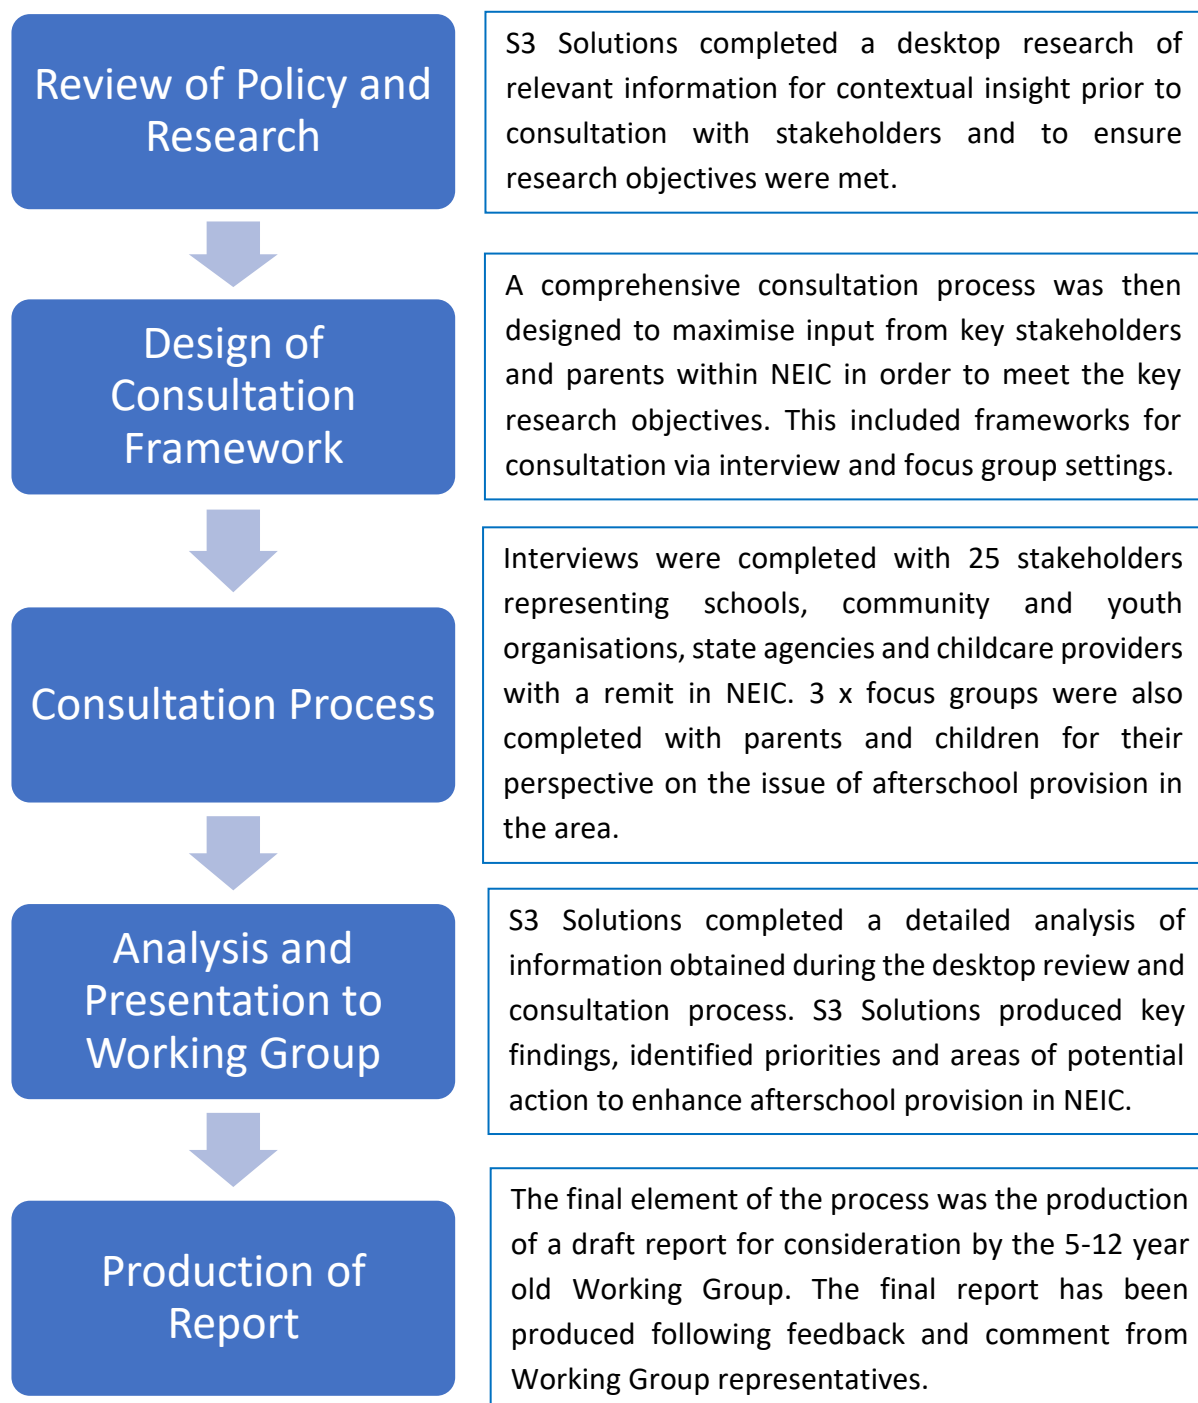 Review of Policy and
Research
S3 Solutions completed a desktop research of
relevant information for contextual insight prior to
consultation with stakeholders and to ensure
research objectives were met.
Design of
Consultation
Framework
A comprehensive consultation process was then
designed to maximise input from key stakeholders
and parents within NEIC in order to meet the key
research objectives. This included frameworks for
consultation via interview and focus group settings.
Consultation Process
Interviews were completed with 25 stakeholders
representing schools, community and youth
organisations, state agencies and childcare providers
with a remit in NEIC. 3 x focus groups were also
completed with parents and children for their
perspective on the issue of afterschool provision in
the area.
Analysis and
Presentation to
Working Group
S3 Solutions completed a detailed analysis of
information obtained during the desktop review and
consultation process. S3 Solutions produced key
findings, identified priorities and areas of potential
action to enhance afterschool provision in NEIC.
Production of
Report
The final element of the process was the production
of a draft report for consideration by the 5-12 year
old Working Group. The final report has been
produced following feedback and comment from
Working Group representatives.